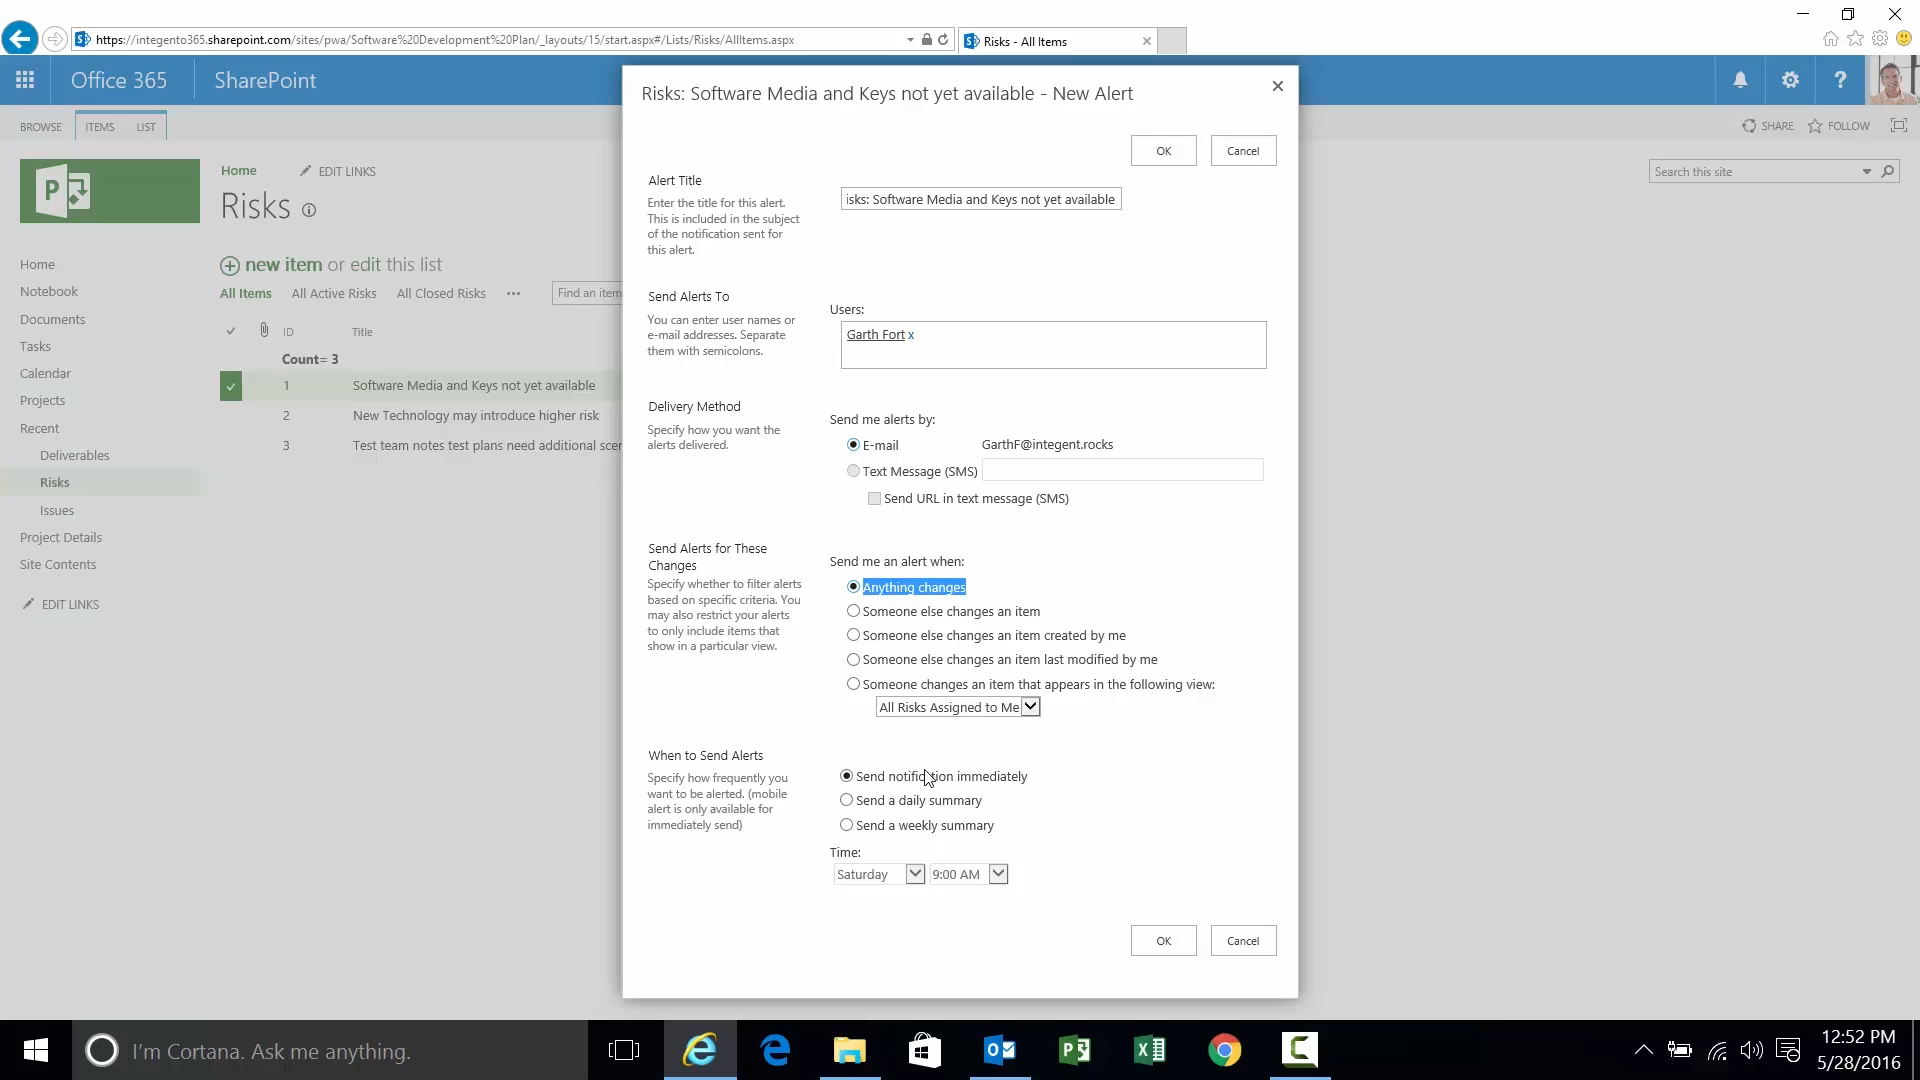 https://integento365.sharepoint.com/sites/pwa/Software%20Development%20Plan/_layouts/15/start.aspx#/Lists/Risks/AllItems.aspx
Risks - All Items
Office 365
SharePoint
BROWSE
ITEMS
LIST
SHARE
FOLLOW
Home
EDIT LINKS
Risks
Search this site
new item or edit this list
All Items
All Active Risks
All Closed Risks
Find an item
ID
Title
Count= 3
1
Software Media and Keys not yet available
2
New Technology may introduce higher risk
3
Test team notes test plans need additional scen
Home
Notebook
Documents
Tasks
Calendar
Projects
Recent
Deliverables
Risks
Issues
Project Details
Site Contents
EDIT LINKS
Risks: Software Media and Keys not yet available - New Alert
OK
Cancel
Alert Title
Enter the title for this alert.
This is included in the subject
of the notification sent for
this alert.
isks: Software Media and Keys not yet available
Send Alerts To
You can enter user names or
e-mail addresses. Separate
them with semicolons.
Users:
Garth Fort x
Delivery Method
Specify how you want the
alerts delivered.
Send me alerts by:
E-mail
GarthF@integent.rocks
Text Message (SMS)
Send URL in text message (SMS)
Send Alerts for These
Changes
Specify whether to filter alerts
based on specific criteria. You
may also restrict your alerts
to only include items that
show in a particular view.
Send me an alert when:
Anything changes
Someone else changes an item
Someone else changes an item created by me
Someone else changes an item last modified by me
Someone changes an item that appears in the following view:
All Risks Assigned to Me
When to Send Alerts
Specify how frequently you
want to be alerted. (mobile
alert is only available for
immediately send)
Send notification immediately
Send a daily summary
Send a weekly summary
Time:
Saturday
9:00 AM
OK
Cancel
I'm Cortana. Ask me anything.
12:52 PM
5/28/2016